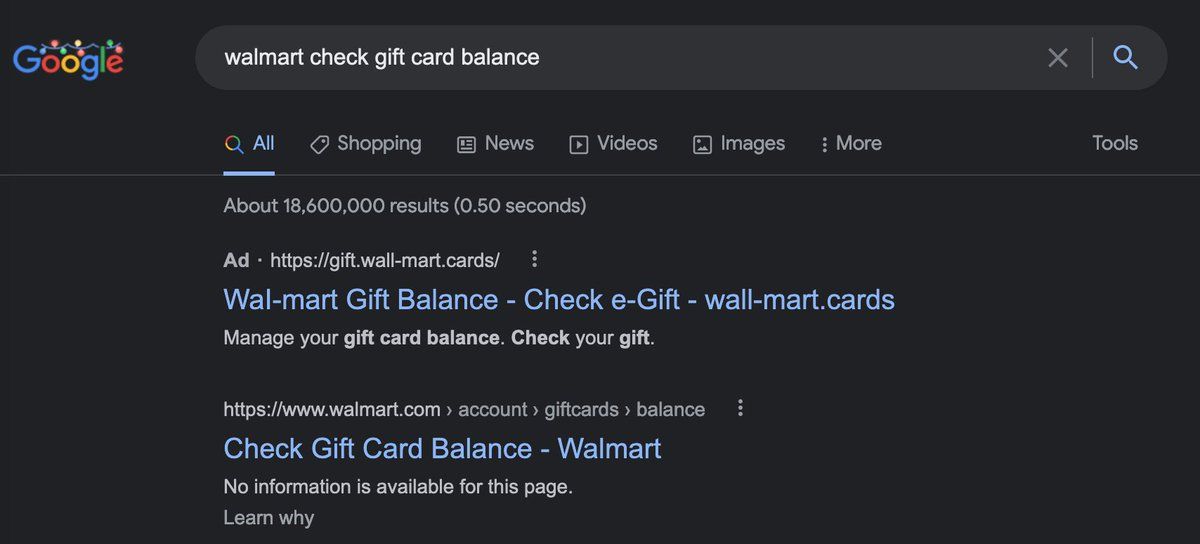 Google
walmart check gift card balance
All Shopping News Videos Images More Tools
About 18,600,000 results (0.50 seconds)
Ad · https://gift.wall-mart.cards/
Wal-mart Gift Balance - Check e-Gift - wall-mart.cards
Manage your gift card balance. Check your gift.
https://www.walmart.com › account › giftcards › balance
Check Gift Card Balance - Walmart
No information is available for this page.
Learn why